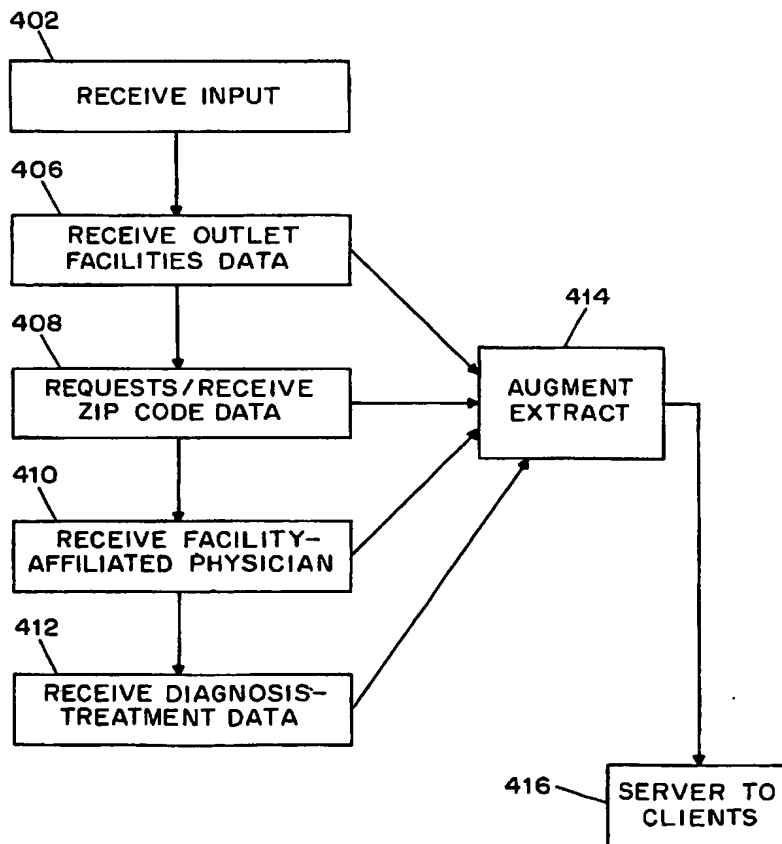 402
RECEIVE INPUT
406
RECEIVE OUTLET
FACILITIES DATA
408
REQUESTS/RECEIVE
ZIP CODE DATA
410
RECEIVE FACILITY-
AFFILIATED PHYSICIAN
412
RECEIVE DIAGNOSIS-
TREATMENT DATA
414
AUGMENT
EXTRACT
416
SERVER TO
CLIENTS